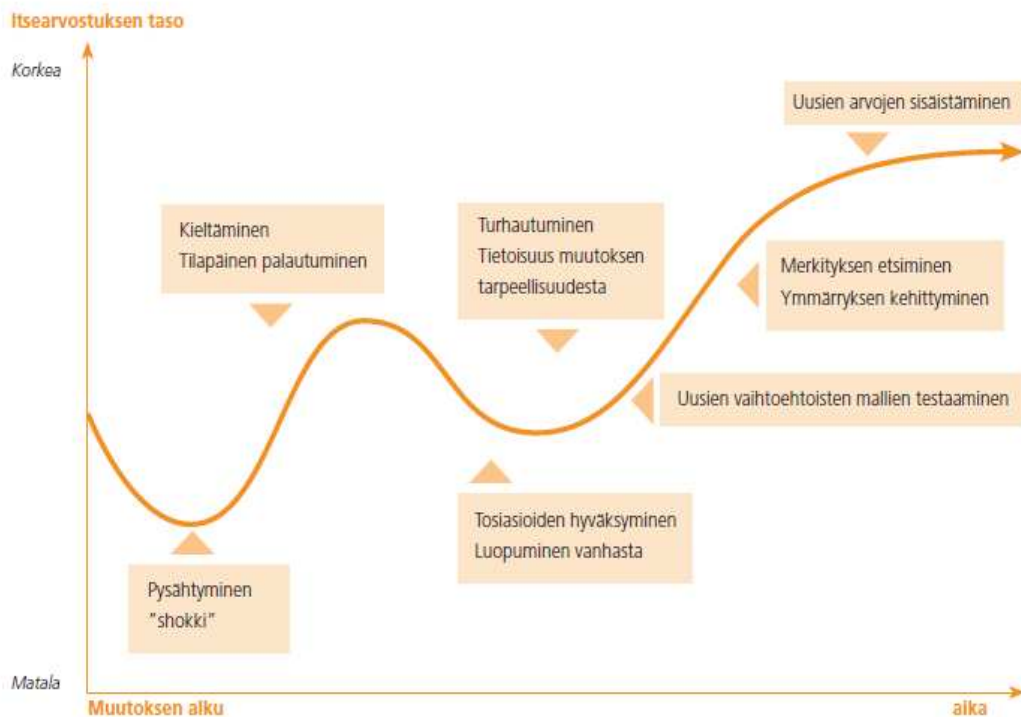 Itsearvostuksen taso
Korkea
Uusien arvojen sisäistäminen
Kieltäminen
Tilapäinen palautuminen
Turhautuminen
Tietoisuus muutoksen
tarpeellisuudesta
Merkityksen etsiminen
Ymmärryksen kehittyminen
Uusien vaihtoehtoisten mallien testaaminen
Tosiasioiden hyväksyminen
Luopuminen vanhasta
Pysähtyminen
"shokki"
Matala
Muutoksen alku
aika